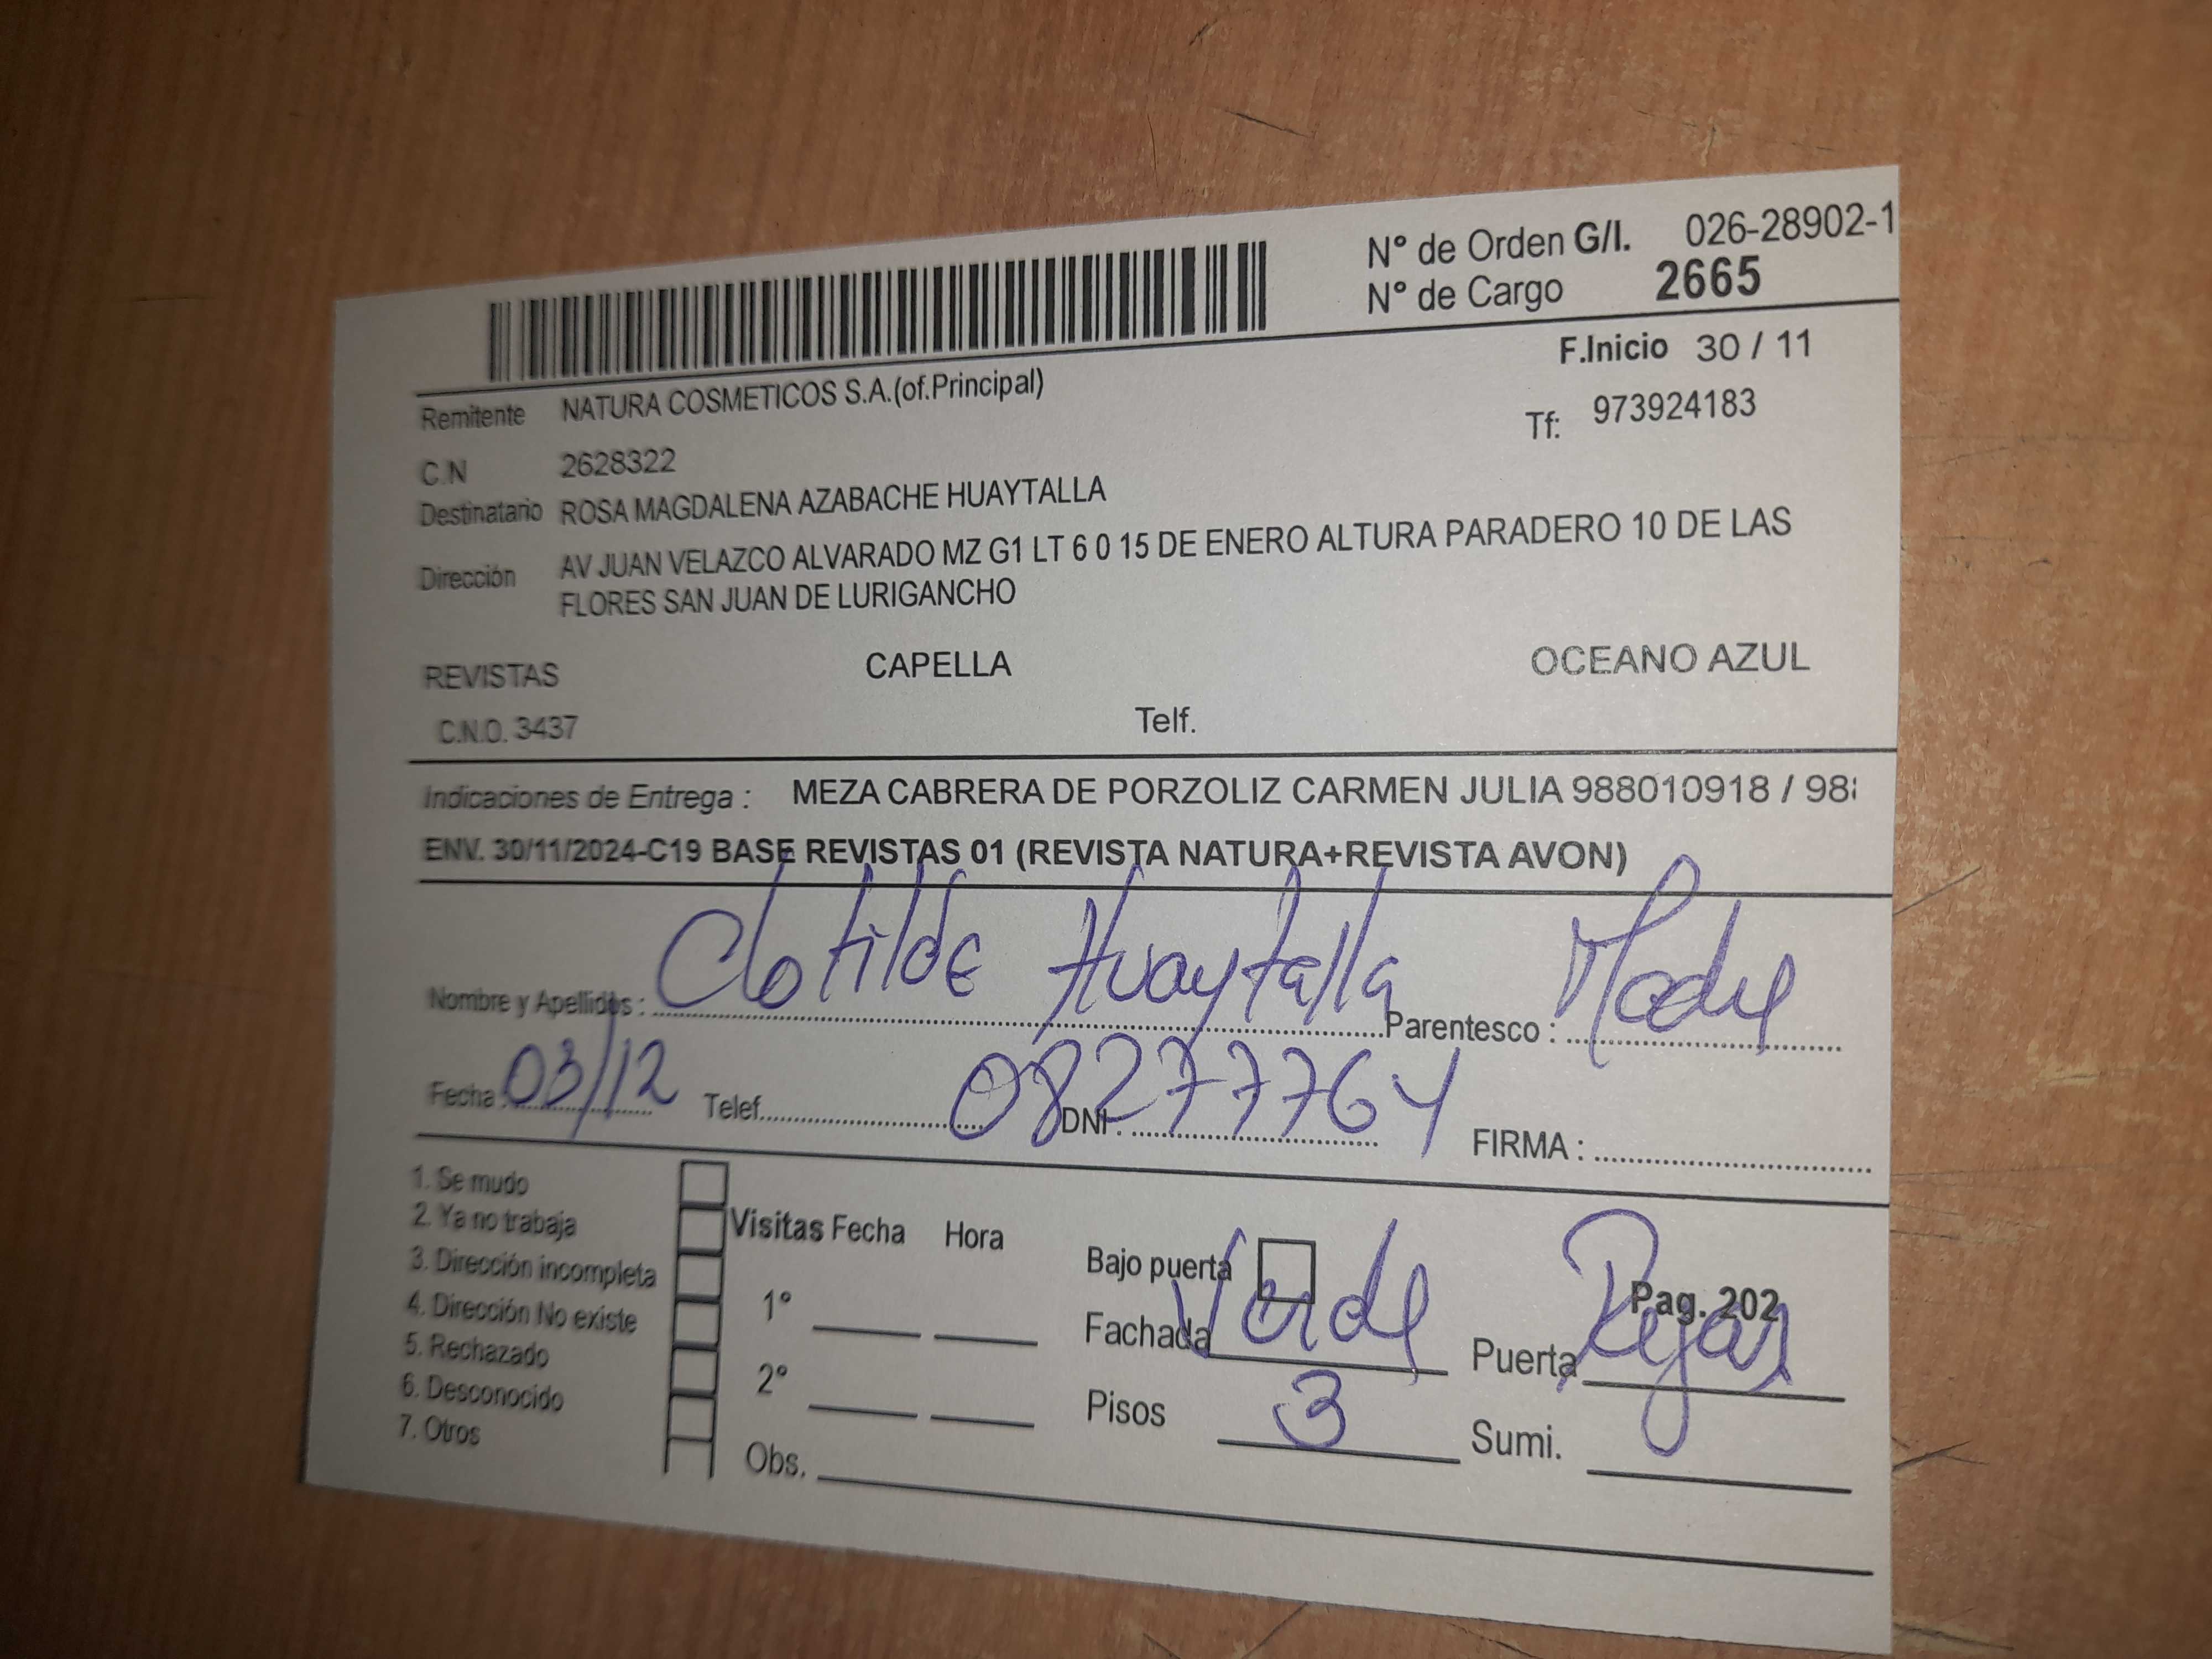 N° de Orden G/I. 026-28902-1
N° de Cargo 2665
F.Inicio 30 / 11
Remitente NATURA COSMETICOS S.A.(of.Principal)
Tf: 973924183
C.N 2628322
Destinatario ROSA MAGDALENA AZABACHE HUAYTALLA
Dirección AV JUAN VELAZCO ALVARADO MZ G1 LT 6 0 15 DE ENERO ALTURA PARADERO 10 DE LAS
FLORES SAN JUAN DE LURIGANCHO
REVISTAS CAPELLA OCEANO AZUL
C.N.O. 3437 Telf.
Indicaciones de Entrega : MEZA CABRERA DE PORZOLIZ CARMEN JULIA 988010918 / 98
ENV. 30/11/2024-C19 BASE REVISTAS 01 (REVISTA NATURA+REVISTA AVON)
Nombre y Apellidos : Clotilde Huaytalla Parentesco : Madre
Fecha : 03/12 Telef. DNI : 08277764 FIRMA :
1. Se mudo
2. Ya no trabaja
3. Dirección incompleta
4. Dirección No existe
5. Rechazado
6. Desconocido
7. Otros
Visitas Fecha Hora
1°
2°
Obs.
Bajo puerta
Pag. 202
Fachada Verde Puerta Rejas
Pisos 3 Sumi.